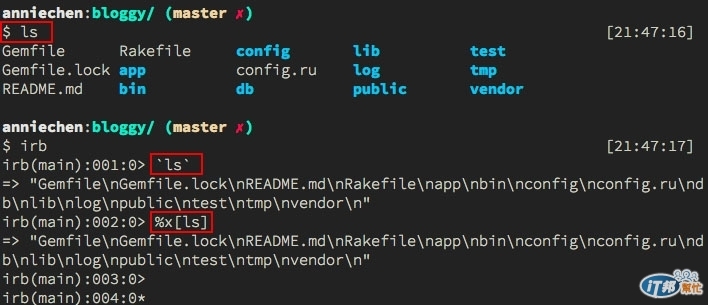 anniechen:bloggy/ (master ✗)
$ ls [21:47:16]
Gemfile Rakefile config lib test
Gemfile.lock app config.ru log tmp
README.md bin db public vendor
anniechen:bloggy/ (master ✗)
$ irb [21:47:17]
irb(main):001:0> `ls`
=> "Gemfile\nGemfile.lock\nREADME.md\nRakefile\napp\nbin\nconfig\nconfig.ru\nd
b\nlib\nlog\npublic\ntest\ntmp\nvendor\n"
irb(main):002:0> %x[ls]
=> "Gemfile\nGemfile.lock\nREADME.md\nRakefile\napp\nbin\nconfig\nconfig.ru\nd
b\nlib\nlog\npublic\ntest\ntmp\nvendor\n"
irb(main):003:0>
irb(main):004:0*
iT邦幫忙